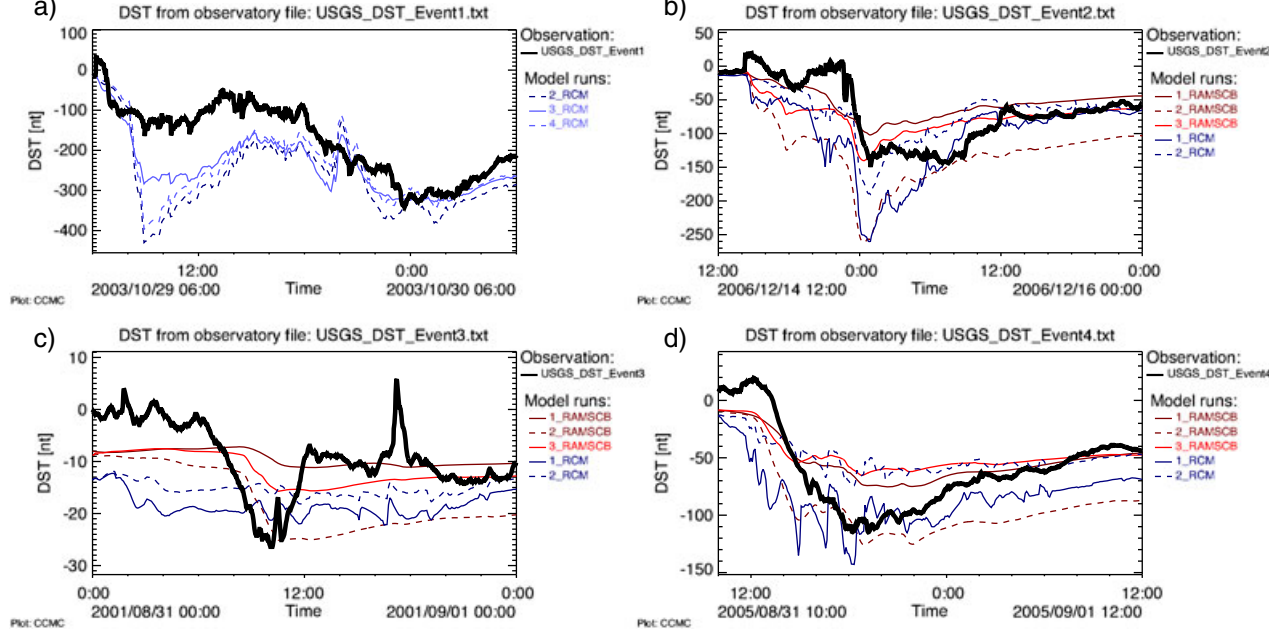 a)
DST from observatory file: USGS_DST_Event1.txt
100
0
-100
-200
-300
-400
DST [nt]
12:00
0:00
2003/10/29 06:00
Time
2003/10/30 06:00
Plot: CCMC
Observation:
USGS_DST_Event1
Model runs:
2_RCM
3_RCM
4_RCM
b)
DST from observatory file: USGS_DST_Event2.txt
50
0
-50
-100
-150
-200
-250
DST [nt]
12:00
0:00
12:00
0:00
2006/12/14 12:00
Time
2006/12/16 00:00
Plot: CCMC
Observation:
USGS_DST_Event2
Model runs:
1_RAMSCB
2_RAMSCB
3_RAMSCB
1_RCM
2_RCM
c)
DST from observatory file: USGS_DST_Event3.txt
10
0
-10
-20
-30
DST [nt]
0:00
12:00
0:00
2001/08/31 00:00
Time
2001/09/01 00:00
Plot: CCMC
Observation:
USGS_DST_Event3
Model runs:
1_RAMSCB
2_RAMSCB
3_RAMSCB
1_RCM
2_RCM
d)
DST from observatory file: USGS_DST_Event4.txt
0
-50
-100
-150
DST [nt]
12:00
0:00
12:00
2005/08/31 10:00
Time
2005/09/01 12:00
Plot: CCMC
Observation:
USGS_DST_Event4
Model runs:
1_RAMSCB
2_RAMSCB
3_RAMSCB
1_RCM
2_RCM